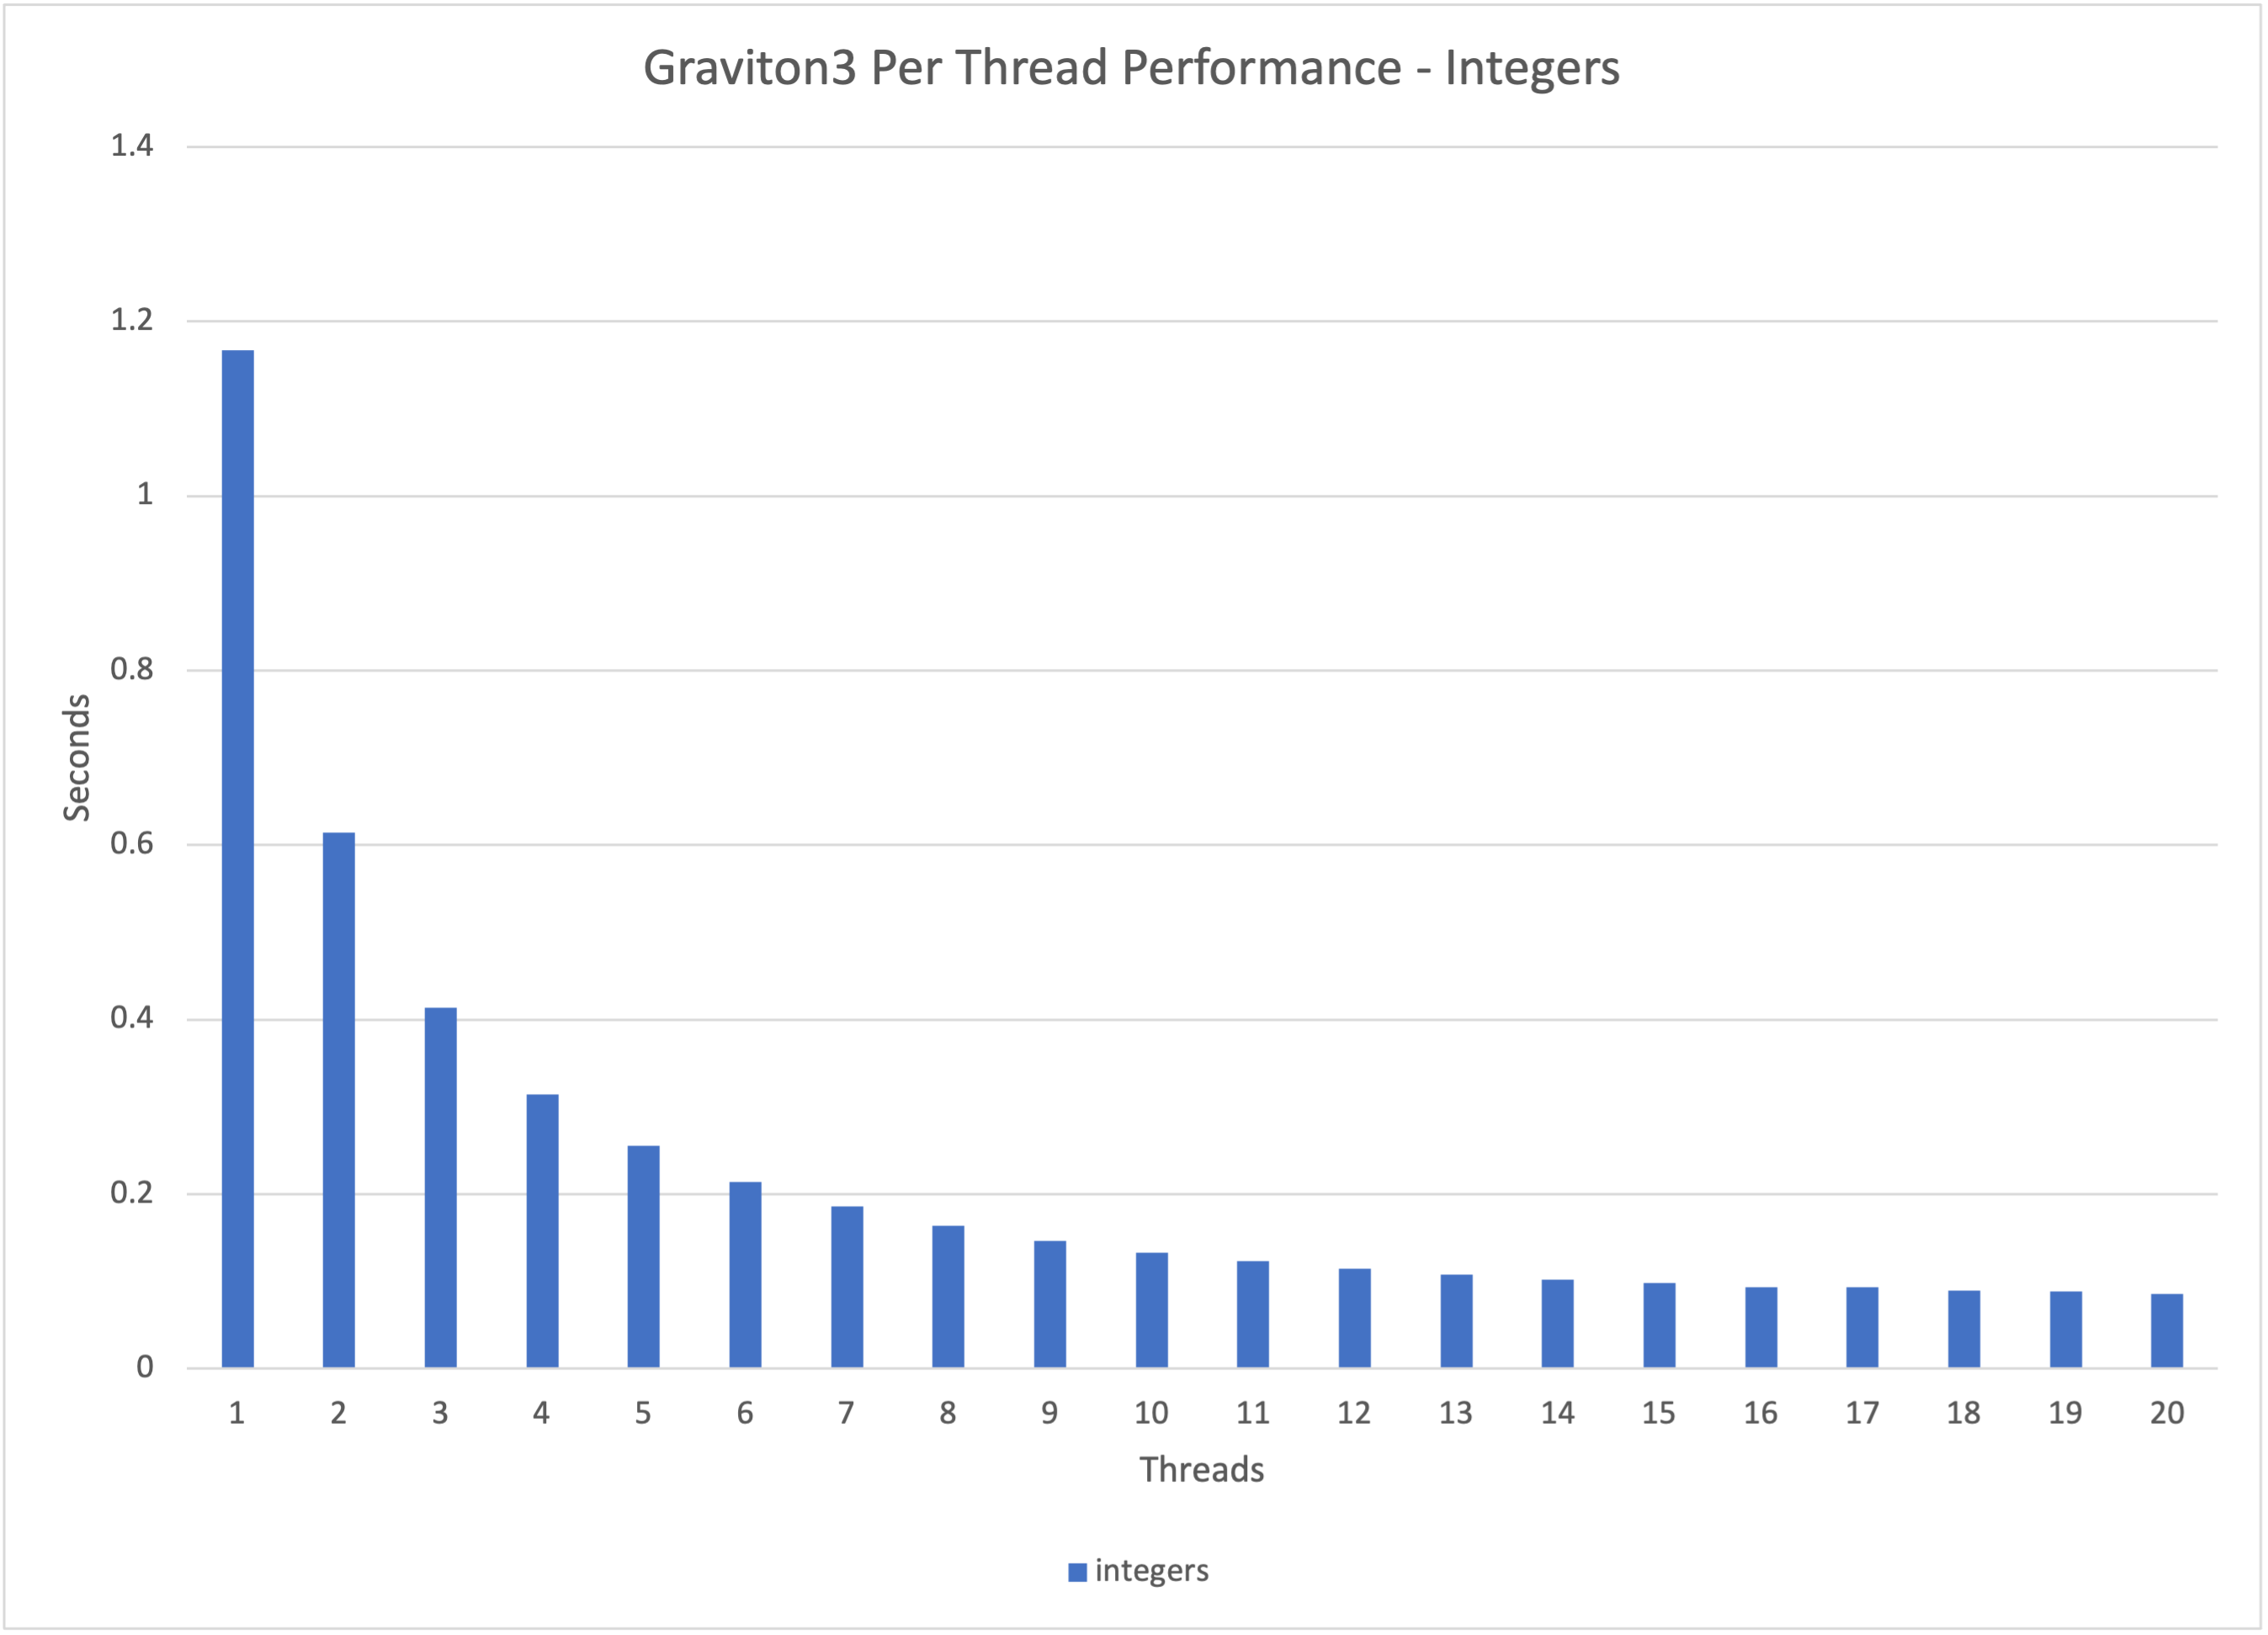 Graviton3 Per Thread Performance - Integers
1.4
1.2
1
0.8
0.6
0.4
0.2
0
Seconds
1 2 3 4 5 6 7 8 9 10 11 12 13 14 15 16 17 18 19 20
Threads
integers